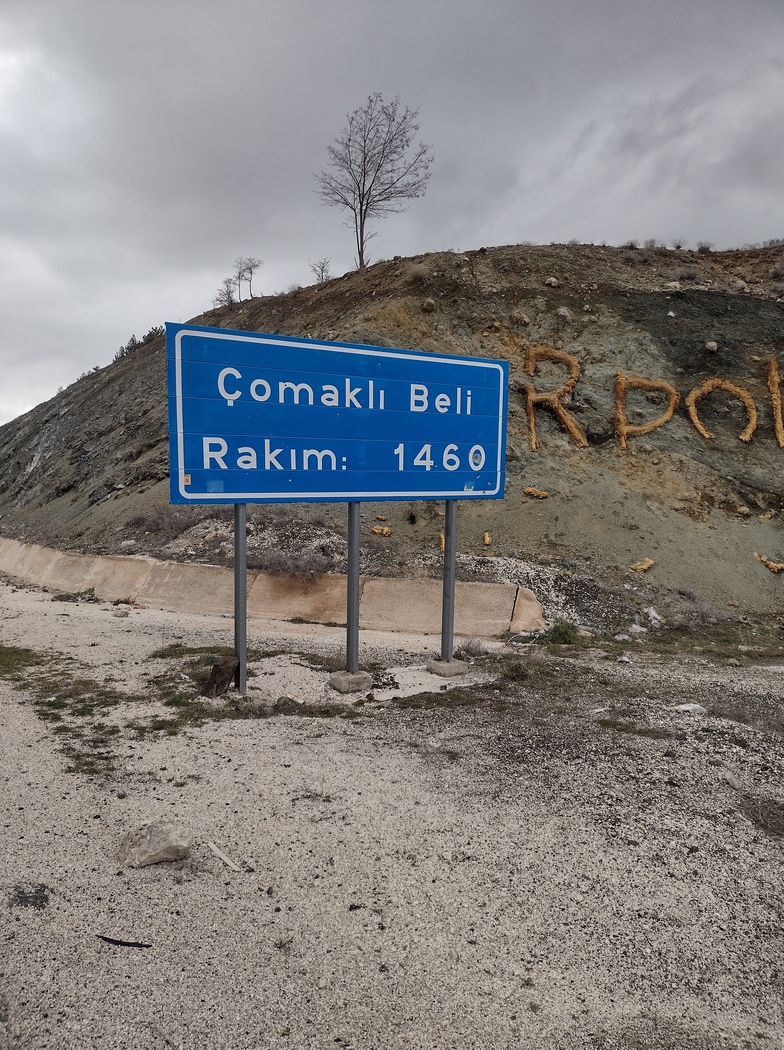 Çomaklı Beli
Rakım: 1460